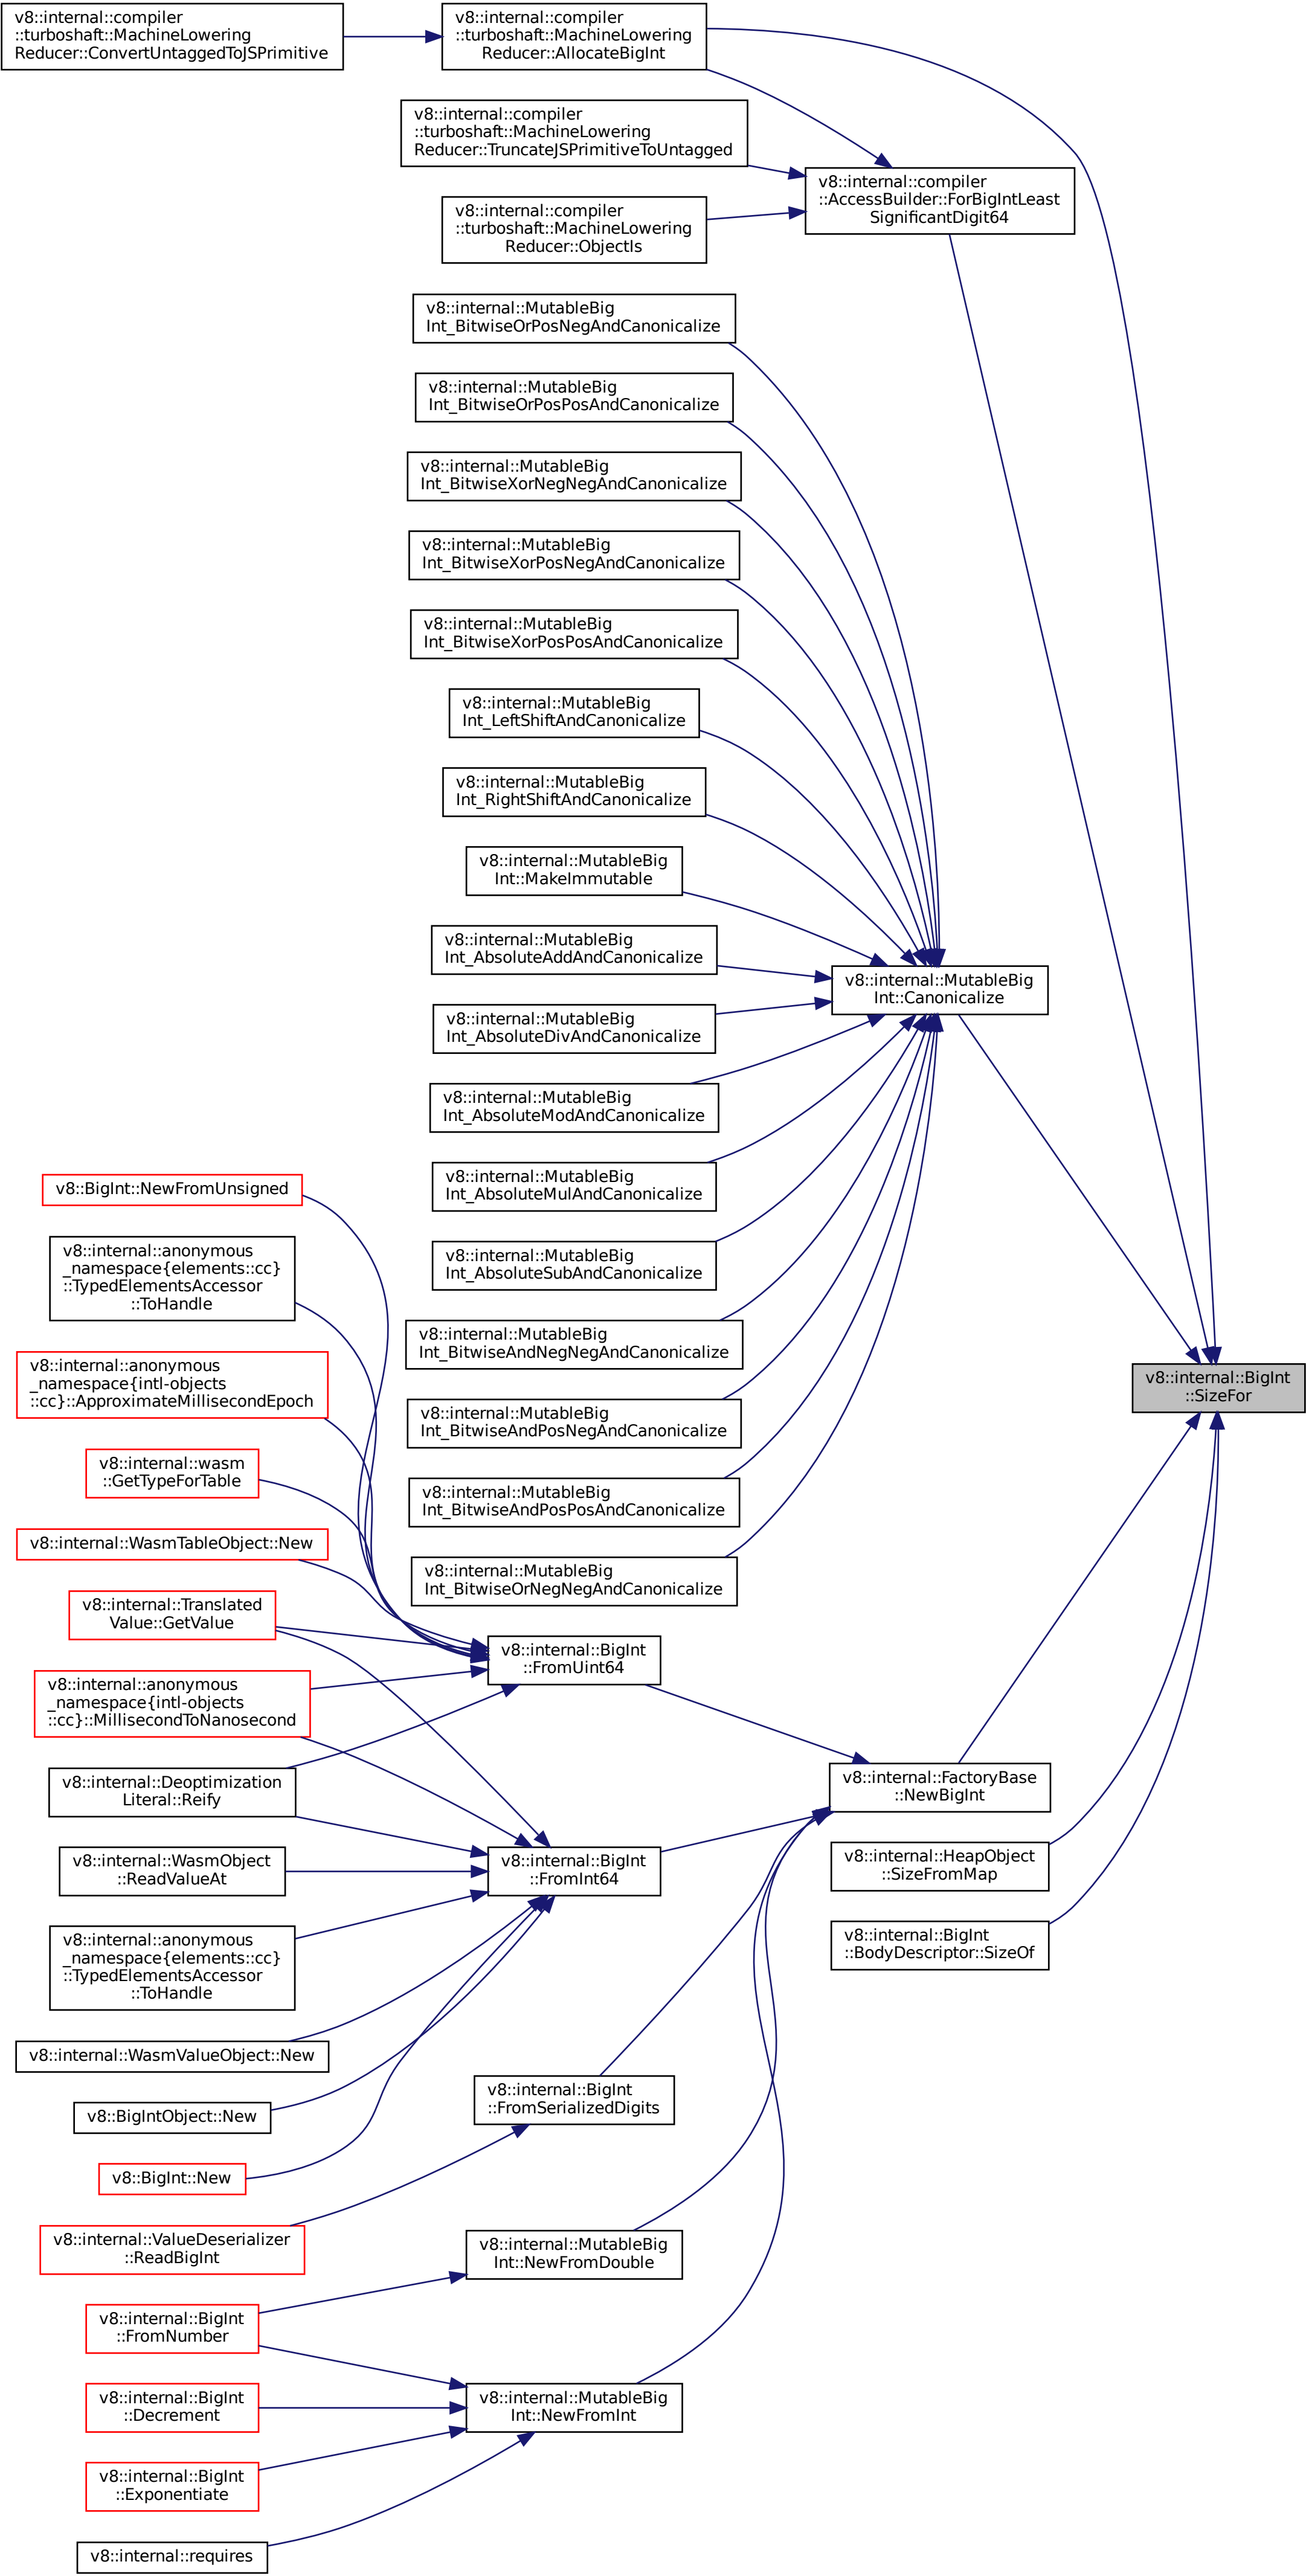 v8::internal::compiler
::turboshaft::MachineLowering
Reducer::ConvertUntaggedToJSPrimitive
v8::internal::compiler
::turboshaft::MachineLowering
Reducer::AllocateBigInt
v8::internal::compiler
::turboshaft::MachineLowering
Reducer::TruncateJSPrimitiveToUntagged
v8::internal::compiler
::AccessBuilder::ForBigIntLeast
SignificantDigit64
v8::internal::compiler
::turboshaft::MachineLowering
Reducer::ObjectIs
v8::internal::MutableBig
Int_BitwiseOrPosNegAndCanonicalize
v8::internal::MutableBig
Int_BitwiseOrPosPosAndCanonicalize
v8::internal::MutableBig
Int_BitwiseXorNegNegAndCanonicalize
v8::internal::MutableBig
Int_BitwiseXorPosNegAndCanonicalize
v8::internal::MutableBig
Int_BitwiseXorPosPosAndCanonicalize
v8::internal::MutableBig
Int_LeftShiftAndCanonicalize
v8::internal::MutableBig
Int_RightShiftAndCanonicalize
v8::internal::MutableBig
Int::MakeImmutable
v8::internal::MutableBig
Int_AbsoluteAddAndCanonicalize
v8::internal::MutableBig
Int::Canonicalize
v8::internal::MutableBig
Int_AbsoluteDivAndCanonicalize
v8::internal::MutableBig
Int_AbsoluteModAndCanonicalize
v8::internal::MutableBig
Int_AbsoluteMulAndCanonicalize
v8::BigInt::NewFromUnsigned
v8::internal::anonymous
_namespace{elements::cc}
::TypedElementsAccessor
::ToHandle
v8::internal::MutableBig
Int_AbsoluteSubAndCanonicalize
v8::internal::MutableBig
Int_BitwiseAndNegNegAndCanonicalize
v8::internal::anonymous
_namespace{intl-objects
::cc}::ApproximateMillisecondEpoch
v8::internal::BigInt
::SizeFor
v8::internal::MutableBig
Int_BitwiseAndPosNegAndCanonicalize
v8::internal::wasm
::GetTypeForTable
v8::internal::MutableBig
Int_BitwiseAndPosPosAndCanonicalize
v8::internal::WasmTableObject::New
v8::internal::MutableBig
Int_BitwiseOrNegNegAndCanonicalize
v8::internal::Translated
Value::GetValue
v8::internal::BigInt
::FromUint64
v8::internal::anonymous
_namespace{intl-objects
::cc}::MillisecondToNanosecond
v8::internal::Deoptimization
Literal::Reify
v8::internal::FactoryBase
::NewBigInt
v8::internal::WasmObject
::ReadValueAt
v8::internal::BigInt
::FromInt64
v8::internal::HeapObject
::SizeFromMap
v8::internal::anonymous
_namespace{elements::cc}
::TypedElementsAccessor
::ToHandle
v8::internal::BigInt
::BodyDescriptor::SizeOf
v8::internal::WasmValueObject::New
v8::BigIntObject::New
v8::internal::BigInt
::FromSerializedDigits
v8::BigInt::New
v8::internal::ValueDeserializer
::ReadBigInt
v8::internal::MutableBig
Int::NewFromDouble
v8::internal::BigInt
::FromNumber
v8::internal::BigInt
::Decrement
v8::internal::MutableBig
Int::NewFromInt
v8::internal::BigInt
::Exponentiate
v8::internal::requires